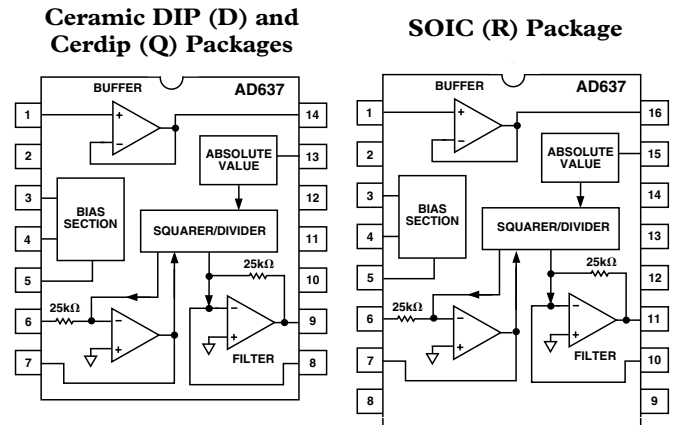 Ceramic DIP (D) and
Cerdip (Q) Packages
BUFFER
AD637
1
14
2
13
ABSOLUTE
VALUE
3
12
BIAS
SECTION
4
11
SQUARER/DIVIDER
5
10
25kΩ
25kΩ
6
9
7
8
FILTER
SOIC (R) Package
BUFFER
AD637
1
16
2
15
ABSOLUTE
VALUE
3
14
BIAS
SECTION
4
13
SQUARER/DIVIDER
5
12
25kΩ
25kΩ
6
11
7
10
FILTER
8
9